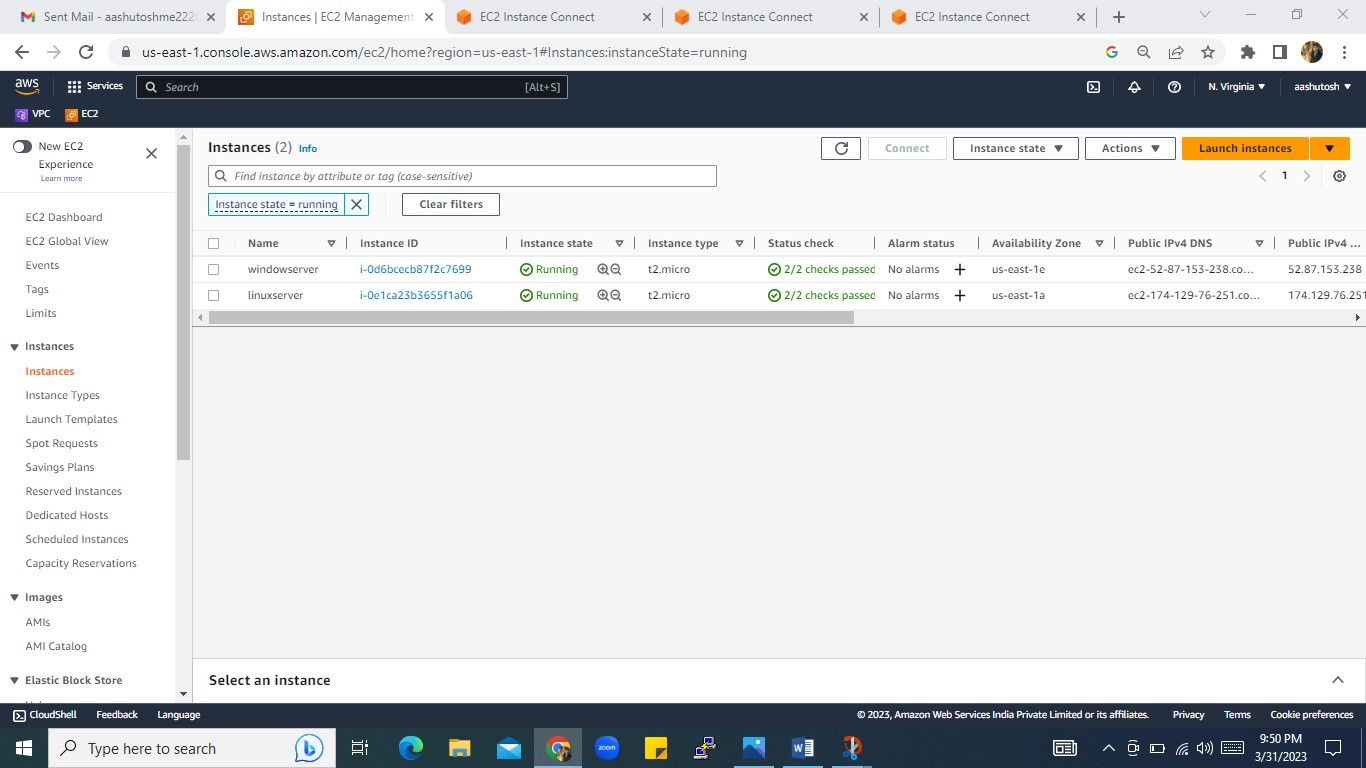 Sent Mail - aashutoshme222
Instances | EC2 Management
EC2 Instance Connect
EC2 Instance Connect
EC2 Instance Connect
us-east-1.console.aws.amazon.com/ec2/home?region=us-east-1#Instances:instanceState=running
aws
Services
Search
[Alt+S]
N. Virginia
aashutosh
VPC
EC2
New EC2
Experience
Learn more
EC2 Dashboard
EC2 Global View
Events
Tags
Limits
Instances
Instances
Instance Types
Launch Templates
Spot Requests
Savings Plans
Reserved Instances
Dedicated Hosts
Scheduled Instances
Capacity Reservations
Images
AMIs
AMI Catalog
Elastic Block Store
Instances (2) Info
Connect
Instance state
Actions
Launch instances
Find instance by attribute or tag (case-sensitive)
1
Instance state = running
Clear filters
Name Instance ID Instance state Instance type Status check Alarm status Availability Zone Public IPv4 DNS Public IPv4 ...
windowserver i-0d6bcecb87f2c7699 Running t2.micro 2/2 checks passed No alarms + us-east-1e ec2-52-87-153-238.co... 52.87.153.238
linuxserver i-0e1ca23b3655f1a06 Running t2.micro 2/2 checks passed No alarms + us-east-1a ec2-174-129-76-251.co... 174.129.76.251
Select an instance
CloudShell Feedback Language
© 2023, Amazon Web Services India Private Limited or its affiliates. Privacy Terms Cookie preferences
Type here to search
zoom
9:50 PM
3/31/2023